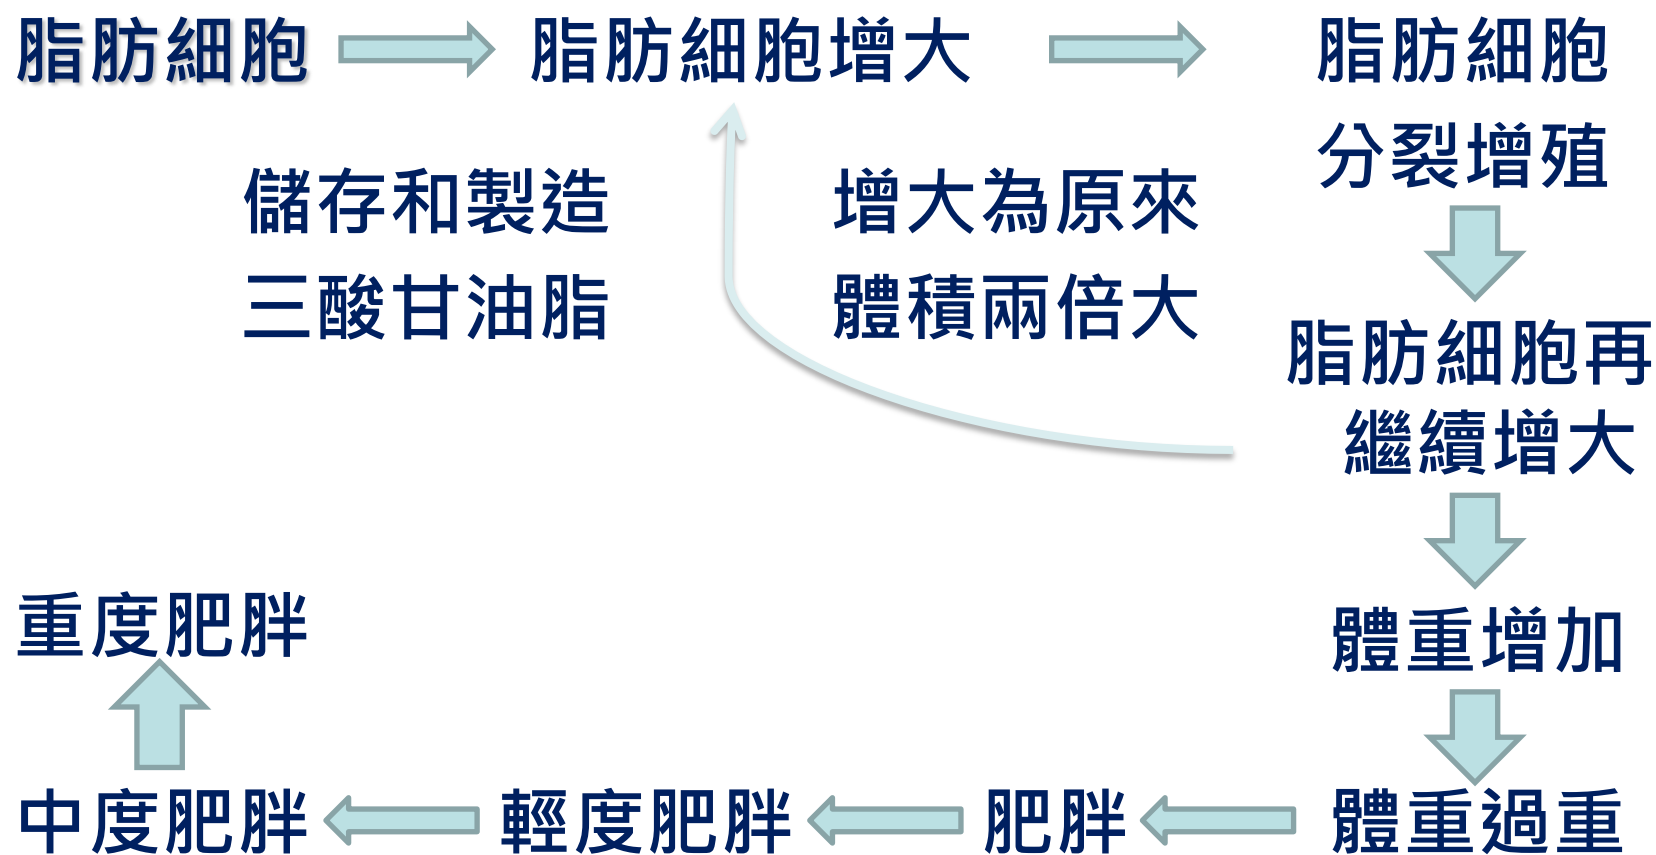 脂肪細胞
脂肪細胞增大
脂肪細胞
分裂增殖
儲存和製造
三酸甘油脂
增大為原來
體積兩倍大
脂肪細胞再
繼續增大
體重增加
體重過重
肥胖
輕度肥胖
中度肥胖
重度肥胖